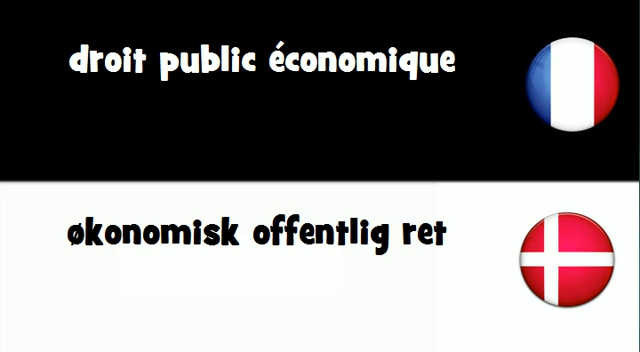 droit public économique
økonomisk offentlig ret